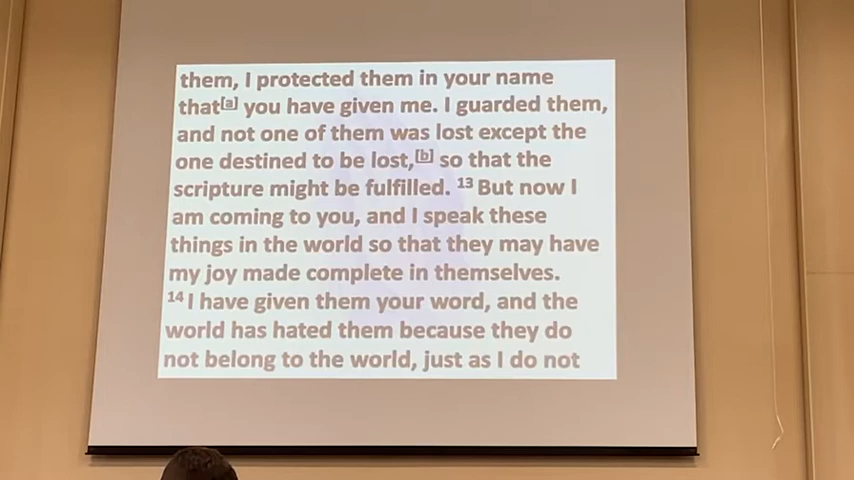 them, I protected them in your name
that[a] you have given me. I guarded them,
and not one of them was lost except the
one destined to be lost,[b] so that the
scripture might be fulfilled. 13 But now I
am coming to you, and I speak these
things in the world so that they may have
my joy made complete in themselves.
14 I have given them your word, and the
world has hated them because they do
not belong to the world, just as I do not